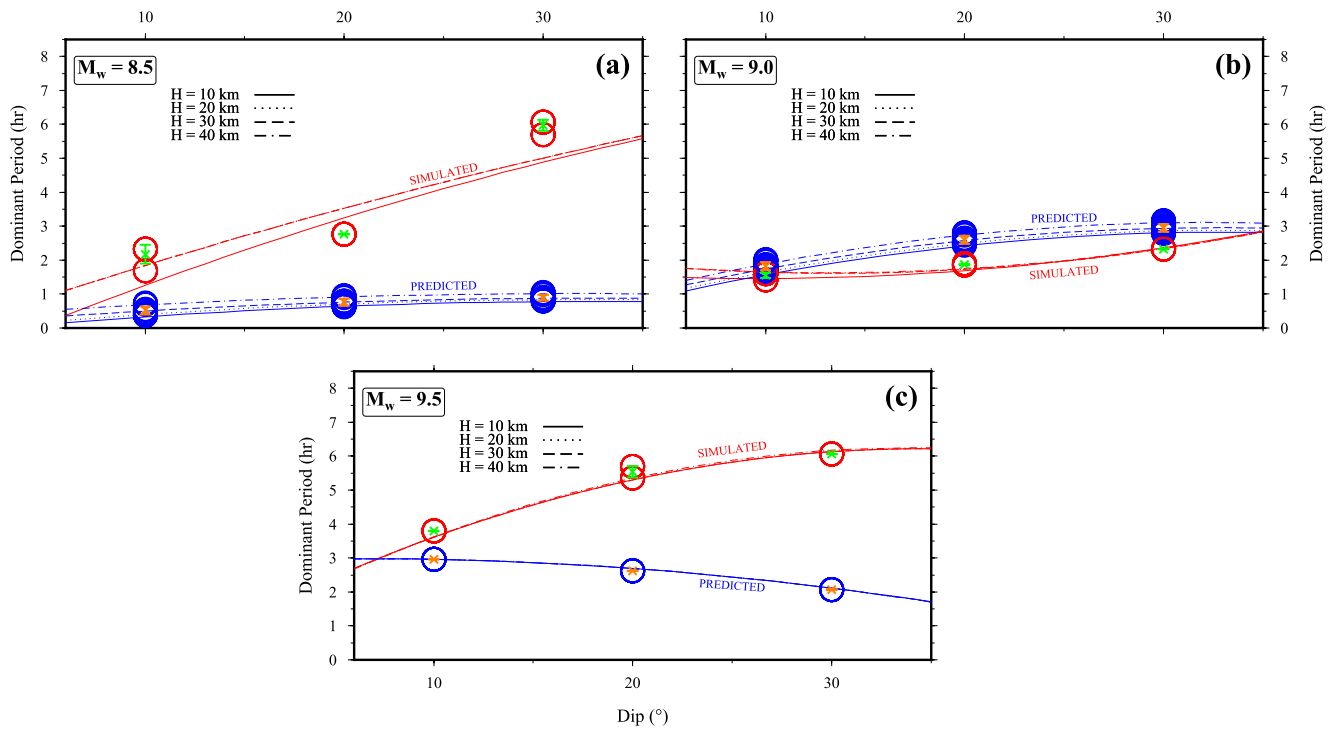 10 20 30
10 20 30
M_w = 8.5
(a)
H = 10 km
H = 20 km
H = 30 km
H = 40 km
SIMULATED
PREDICTED
Dominant Period (hr)
8
7
6
5
4
3
2
1
0
M_w = 9.0
(b)
H = 10 km
H = 20 km
H = 30 km
H = 40 km
PREDICTED
SIMULATED
Dominant Period (hr)
8
7
6
5
4
3
2
1
0
M_w = 9.5
(c)
H = 10 km
H = 20 km
H = 30 km
H = 40 km
SIMULATED
PREDICTED
Dominant Period (hr)
8
7
6
5
4
3
2
1
0
10 20 30
Dip (°)